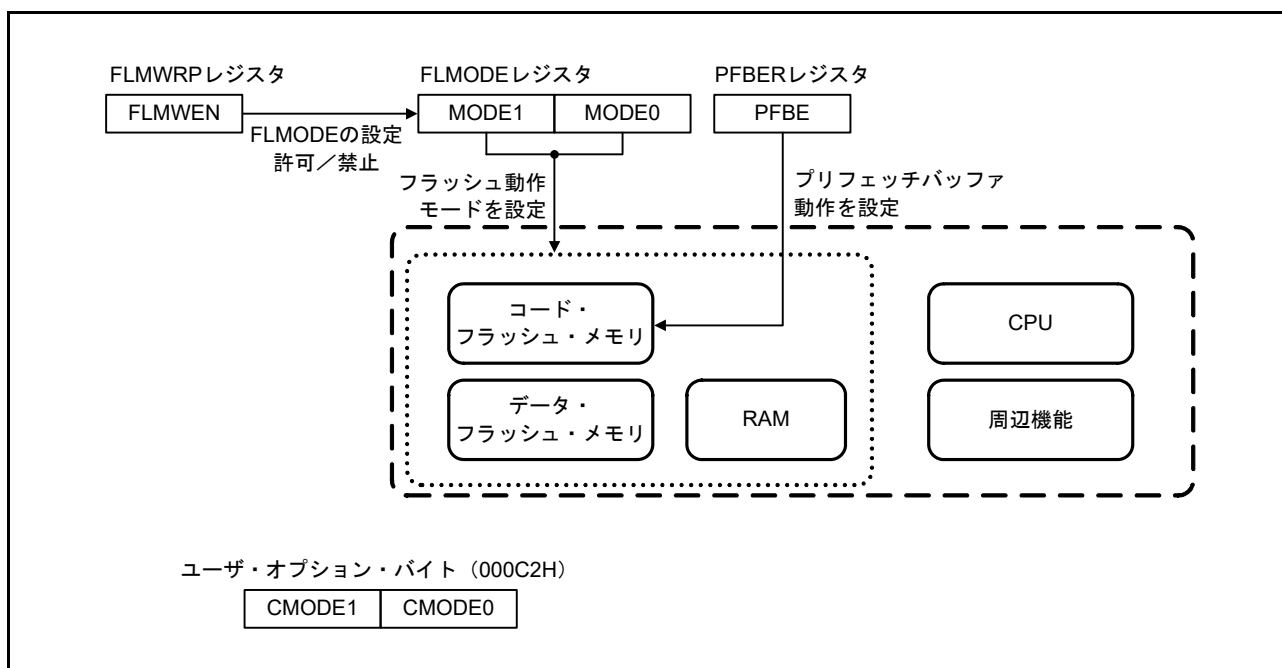 FLMWRPレジスタ
FLMODEレジスタ
PFBERレジスタ
FLMWEN
MODE1
MODE0
PFBE
FLMODEの設定
許可／禁止
フラッシュ動作
モードを設定
プリフェッチバッファ
動作を設定
コード・
フラッシュ・メモリ
CPU
データ・
フラッシュ・メモリ
RAM
周辺機能
ユーザ・オプション・バイト（000C2H）
CMODE1
CMODE0